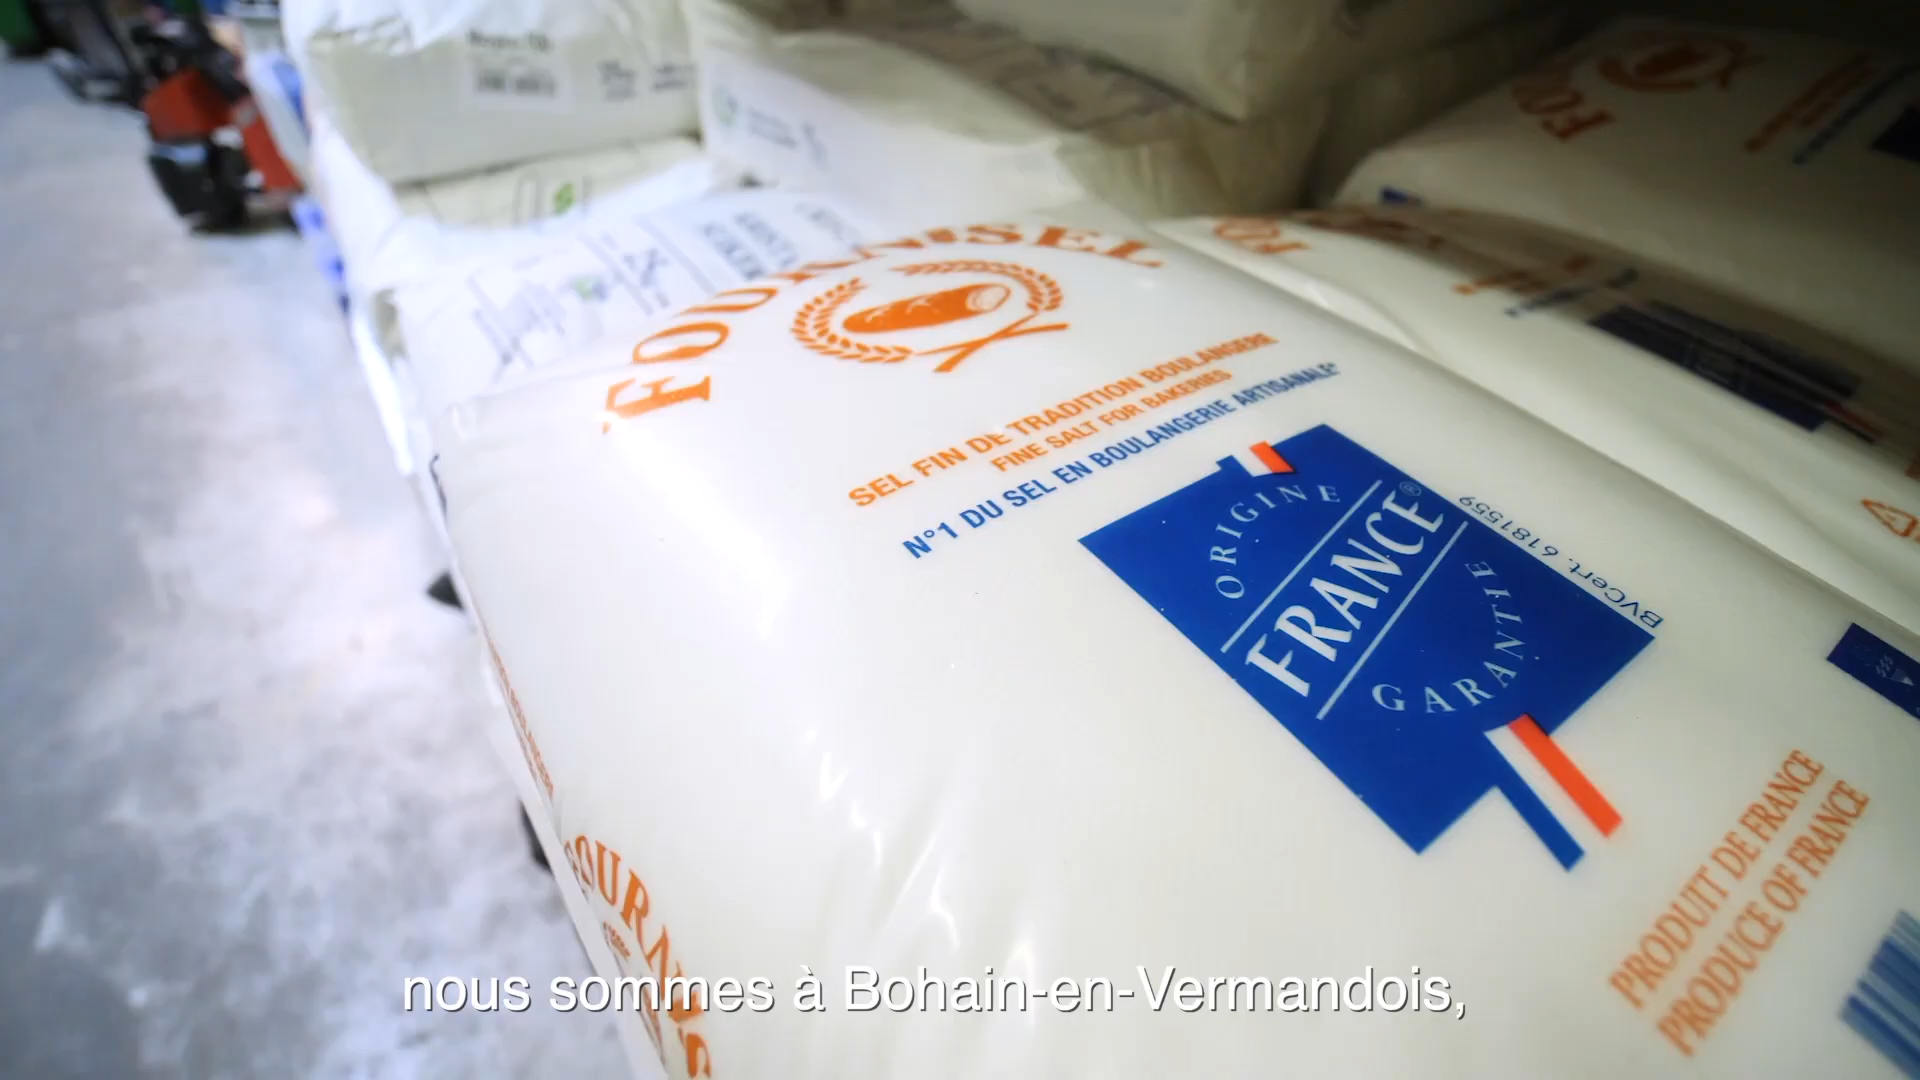 FOURNISEL
SEL FIN DE TRADITION BOULANGERE
FINE SALT FOR BAKERIES
N°1 DU SEL EN BOULANGERIE ARTISANALE*
ORIGINE
FRANCE®
GARANTIE
BVCert. 6181559
PRODUIT DE FRANCE
PRODUCE OF FRANCE
nous sommes à Bohain-en-Vermandois,